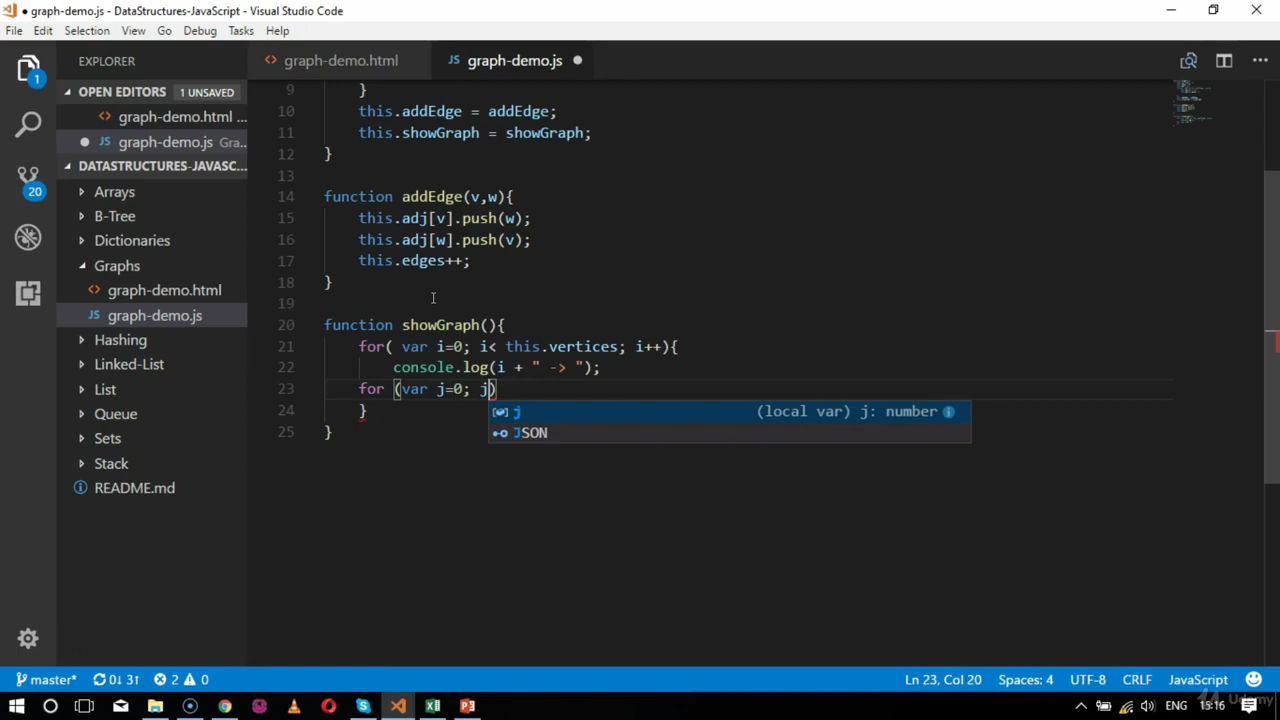 graph-demo.js - DataStructures-JavaScript - Visual Studio Code
File Edit Selection View Go Debug Tasks Help
EXPLORER
graph-demo.html
JS graph-demo.js
1
OPEN EDITORS 1 UNSAVED
graph-demo.html ...
JS graph-demo.js Gra...
DATASTRUCTURES-JAVASC...
20
Arrays
B-Tree
Dictionaries
Graphs
graph-demo.html
JS graph-demo.js
Hashing
Linked-List
List
Queue
Sets
Stack
README.md
9 }
10 this.addEdge = addEdge;
11 this.showGraph = showGraph;
12 }
13
14 function addEdge(v,w){
15 this.adj[v].push(w);
16 this.adj[w].push(v);
17 this.edges++;
18 }
19
20 function showGraph(){
21 for( var i=0; i< this.vertices; i++){
22 console.log(i + " -> ");
23 for (var j=0; j)
24 }
25 }
j (local var) j: number
JSON
master* 0↓ 3↑ 2 0
Ln 23, Col 20 Spaces: 4 UTF-8 CRLF JavaScript
ENG 15:16
Udemy